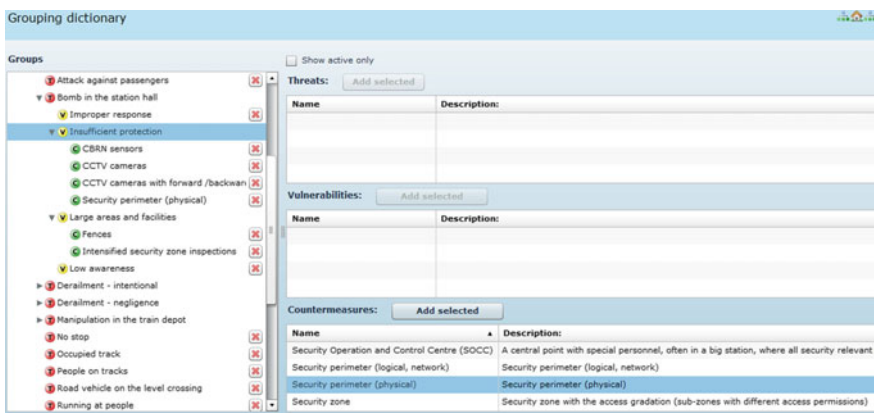 Grouping dictionary
Groups
Attack against passengers
Bomb in the station hall
Improper response
Insufficient protection
CBRN sensors
CCTV cameras
CCTV cameras with forward /backwar
Security perimeter (physical)
Large areas and facilities
Fences
Intensified security zone inspections
Low awareness
Derailment - intentional
Derailment - negligence
Manipulation in the train depot
No stop
Occupied track
People on tracks
Road vehicle on the level crossing
Running at people
Show active only
Threats: Add selected
Name Description:
Vulnerabilities: Add selected
Name Description:
Countermeasures: Add selected
Name Description:
Security Operation and Control Centre (SOCC) A central point with special personnel, often in a big station, where all security relevant
Security perimeter (logical, network) Security perimeter (logical, network)
Security perimeter (physical) Security perimeter (physical)
Security zone Security zone with the access gradation (sub-zones with different access permissions)